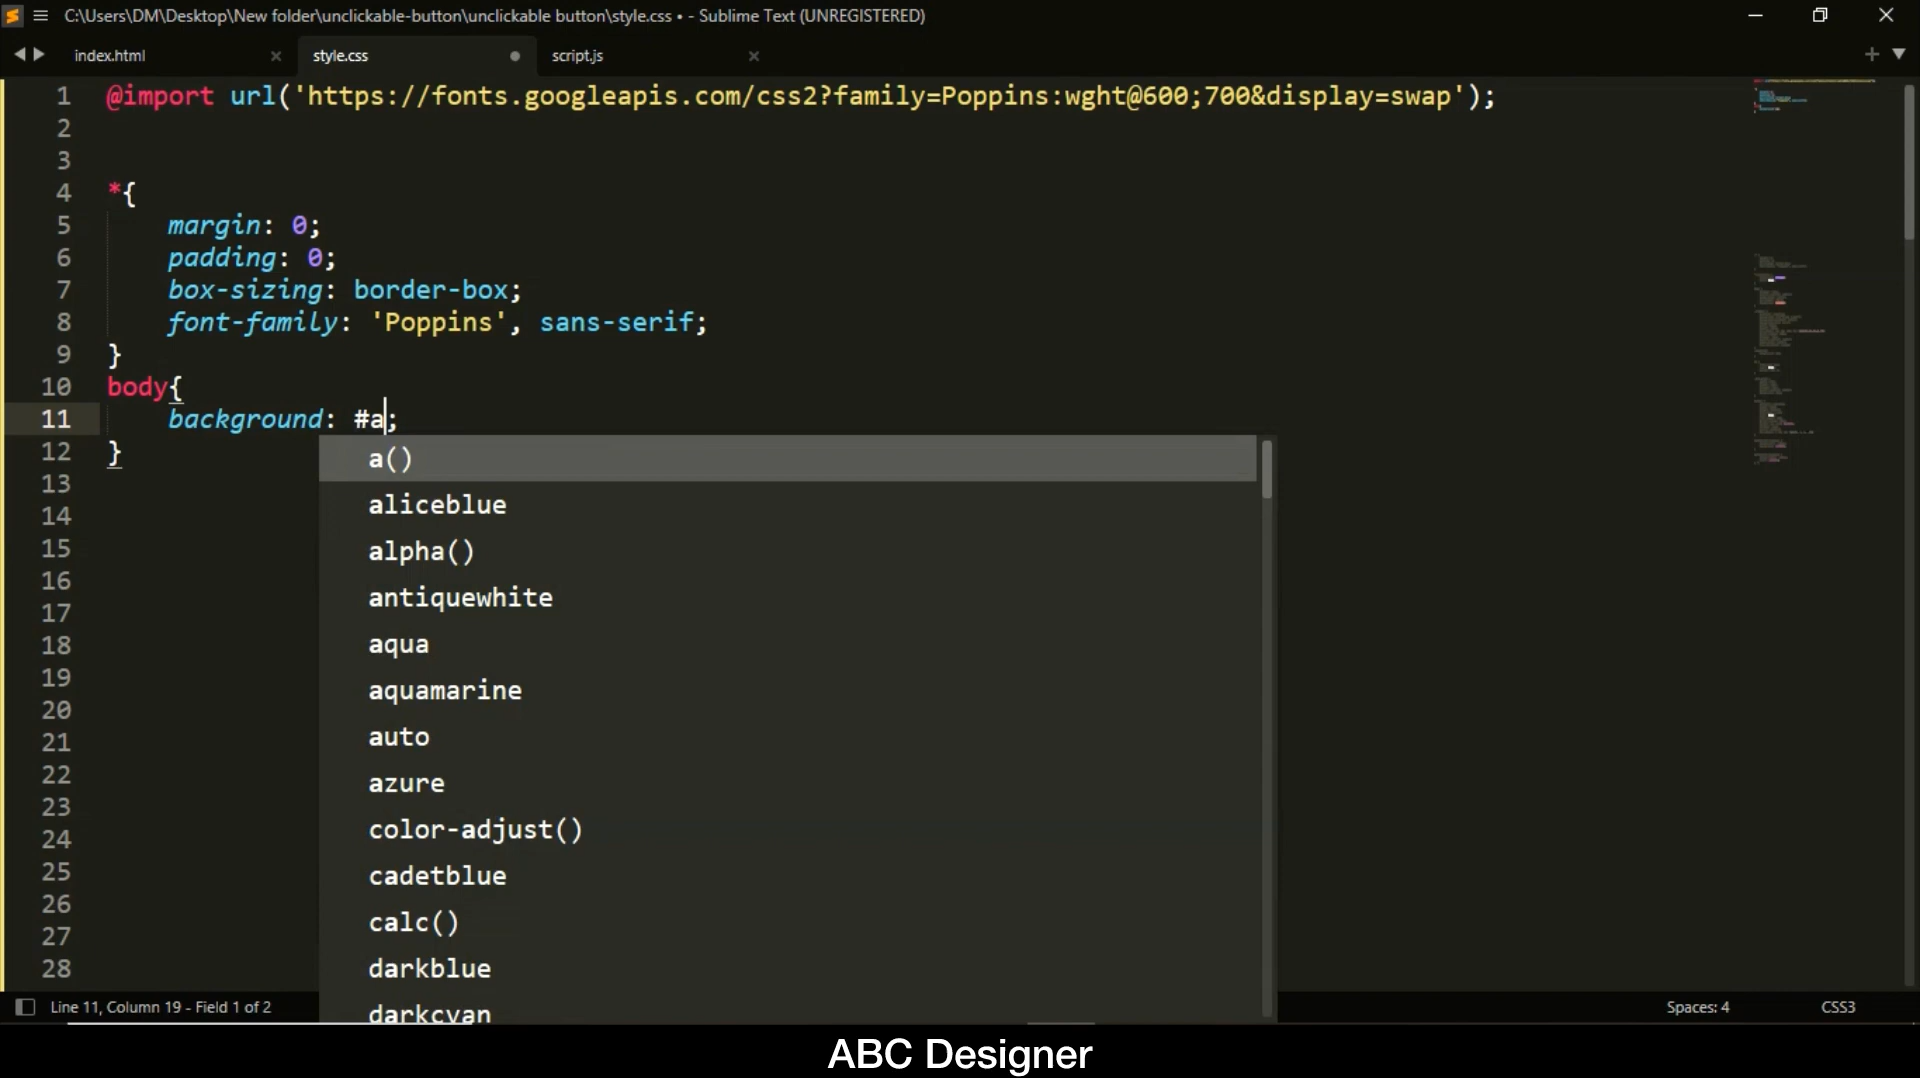 C:\Users\DM\Desktop\New folder\unclickable-button\unclickable button\style.css • - Sublime Text (UNREGISTERED)
index.html
style.css
script.js
1 @import url('https://fonts.googleapis.com/css2?family=Poppins:wght@600;700&display=swap');
2
3
4 *{
5 margin: 0;
6 padding: 0;
7 box-sizing: border-box;
8 font-family: 'Poppins', sans-serif;
9 }
10 body{
11 background: #a;
12 }
13
14
15
16
17
18
19
20
21
22
23
24
25
26
27
28
a()
aliceblue
alpha()
antiquewhite
aqua
aquamarine
auto
azure
color-adjust()
cadetblue
calc()
darkblue
darkcyan
Line 11, Column 19 - Field 1 of 2
Spaces: 4
CSS3
ABC Designer